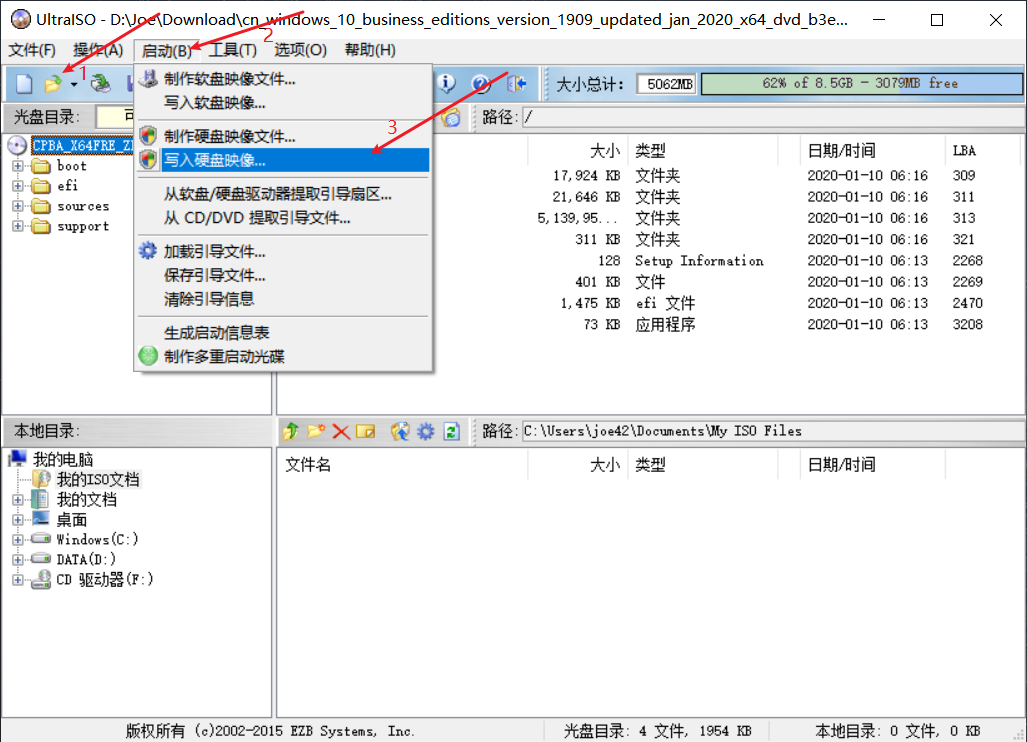 UltraISO - D:\Joe\Download\cn_windows_10_business_editions_version_1909_updated_jan_2020_x64_dvd_b3e...
文件(F) 操作(A) 启动(B) 工具(T) 选项(O) 帮助(H)
1
2
3
大小总计: 5062MB 62% of 8.5GB - 3079MB free
光盘目录: 可
路径: /
制作软盘映像文件...
写入软盘映像...
制作硬盘映像文件...
写入硬盘映像...
从软盘/硬盘驱动器提取引导扇区...
从 CD/DVD 提取引导文件...
加载引导文件...
保存引导文件...
清除引导信息
生成启动信息表
制作多重启动光碟
CPBA_X64FRE_Z
boot
efi
sources
support
大小 类型 日期/时间 LBA
17,924 KB 文件夹 2020-01-10 06:16 309
21,646 KB 文件夹 2020-01-10 06:16 311
5,139,95... 文件夹 2020-01-10 06:16 313
311 KB 文件夹 2020-01-10 06:16 321
128 Setup Information 2020-01-10 06:13 2268
401 KB 文件 2020-01-10 06:13 2269
1,475 KB efi 文件 2020-01-10 06:13 2470
73 KB 应用程序 2020-01-10 06:13 3208
本地目录:
路径: C:\Users\joe42\Documents\My ISO Files
我的电脑
我的ISO文档
我的文档
桌面
Windows(C:)
DATA(D:)
CD 驱动器(F:)
文件名 大小 类型 日期/时间
版权所有 (c)2002-2015 EZB Systems, Inc.
光盘目录: 4 文件, 1954 KB
本地目录: 0 文件, 0 KB